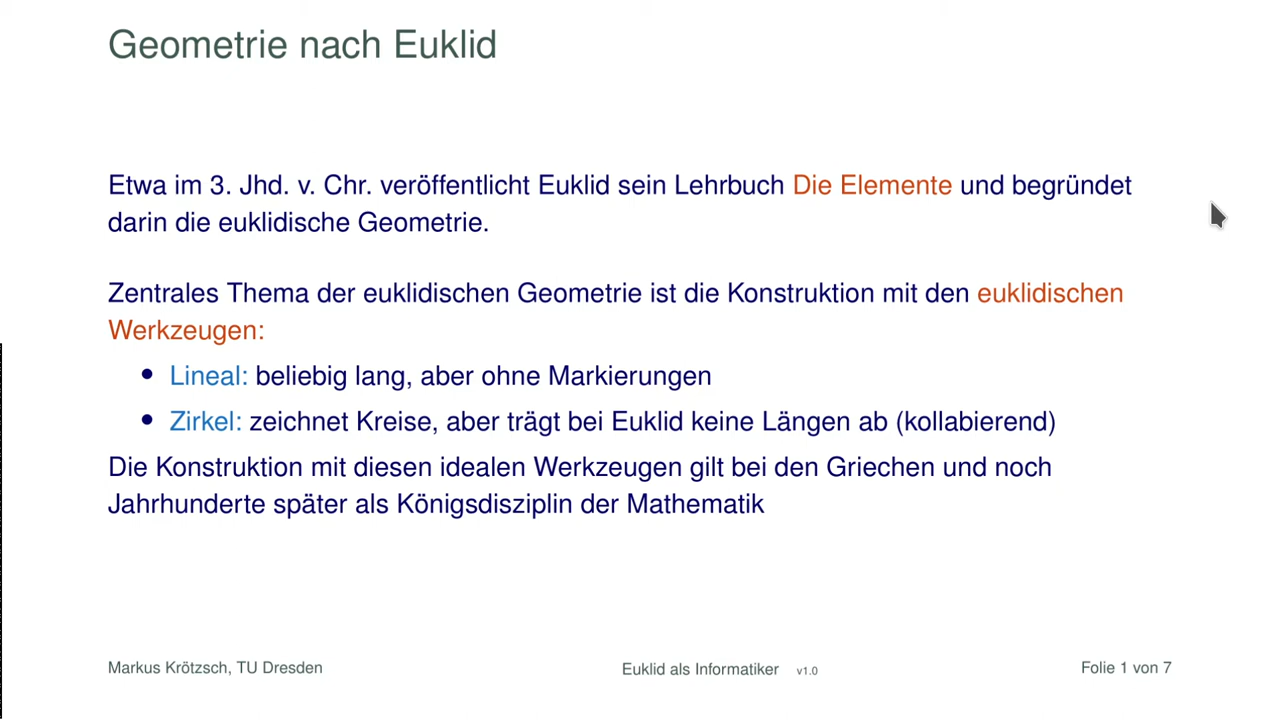 Geometrie nach Euklid
Etwa im 3. Jhd. v. Chr. veröffentlicht Euklid sein Lehrbuch Die Elemente und begründet
darin die euklidische Geometrie.
Zentrales Thema der euklidischen Geometrie ist die Konstruktion mit den euklidischen
Werkzeugen:
• Lineal: beliebig lang, aber ohne Markierungen
• Zirkel: zeichnet Kreise, aber trägt bei Euklid keine Längen ab (kollabierend)
Die Konstruktion mit diesen idealen Werkzeugen gilt bei den Griechen und noch
Jahrhunderte später als Königsdisziplin der Mathematik
Markus Krötzsch, TU Dresden Euklid als Informatiker v1.0 Folie 1 von 7